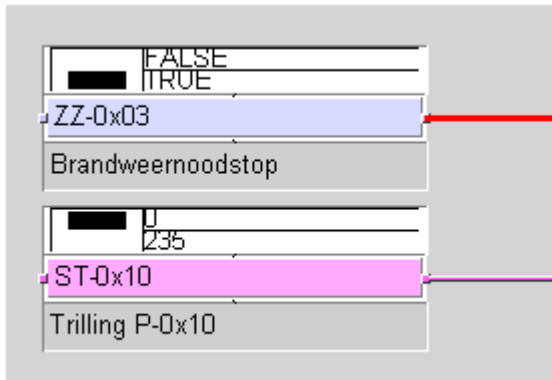 FALSE
TRUE
ZZ-0x03
Brandweernoodstop
0
235
ST-0x10
Trilling P-0x10